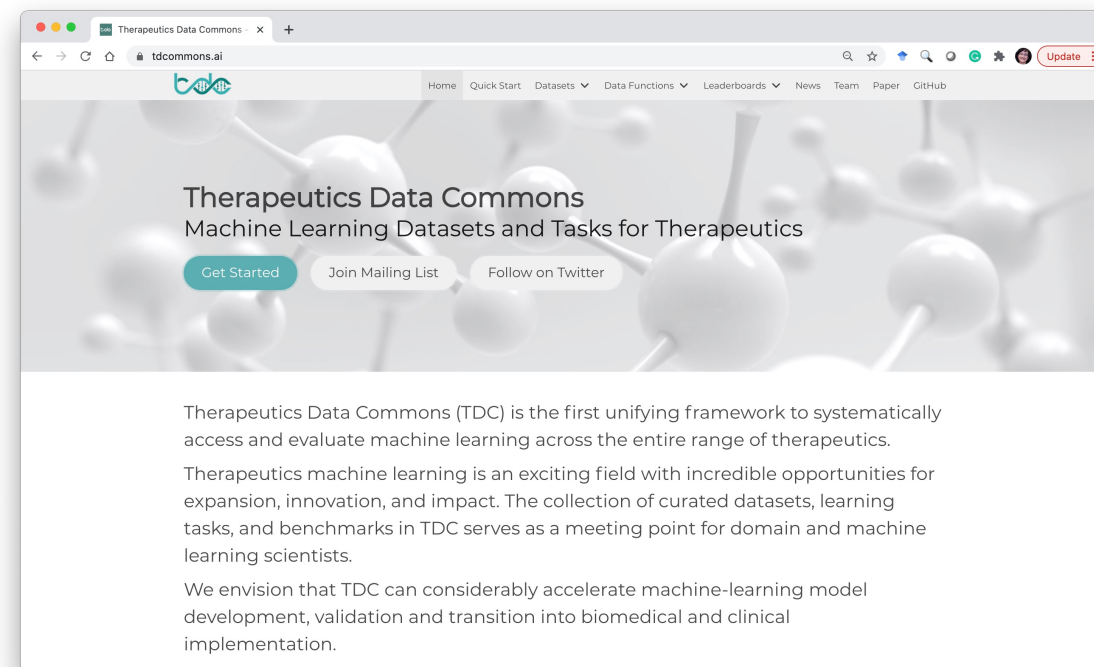 Therapeutics Data Commons –
tdcommons.ai
Update
tdc
Home Quick Start Datasets Data Functions Leaderboards News Team Paper GitHub
Therapeutics Data Commons
Machine Learning Datasets and Tasks for Therapeutics
Get Started Join Mailing List Follow on Twitter
Therapeutics Data Commons (TDC) is the first unifying framework to systematically
access and evaluate machine learning across the entire range of therapeutics.
Therapeutics machine learning is an exciting field with incredible opportunities for
expansion, innovation, and impact. The collection of curated datasets, learning
tasks, and benchmarks in TDC serves as a meeting point for domain and machine
learning scientists.
We envision that TDC can considerably accelerate machine-learning model
development, validation and transition into biomedical and clinical
implementation.